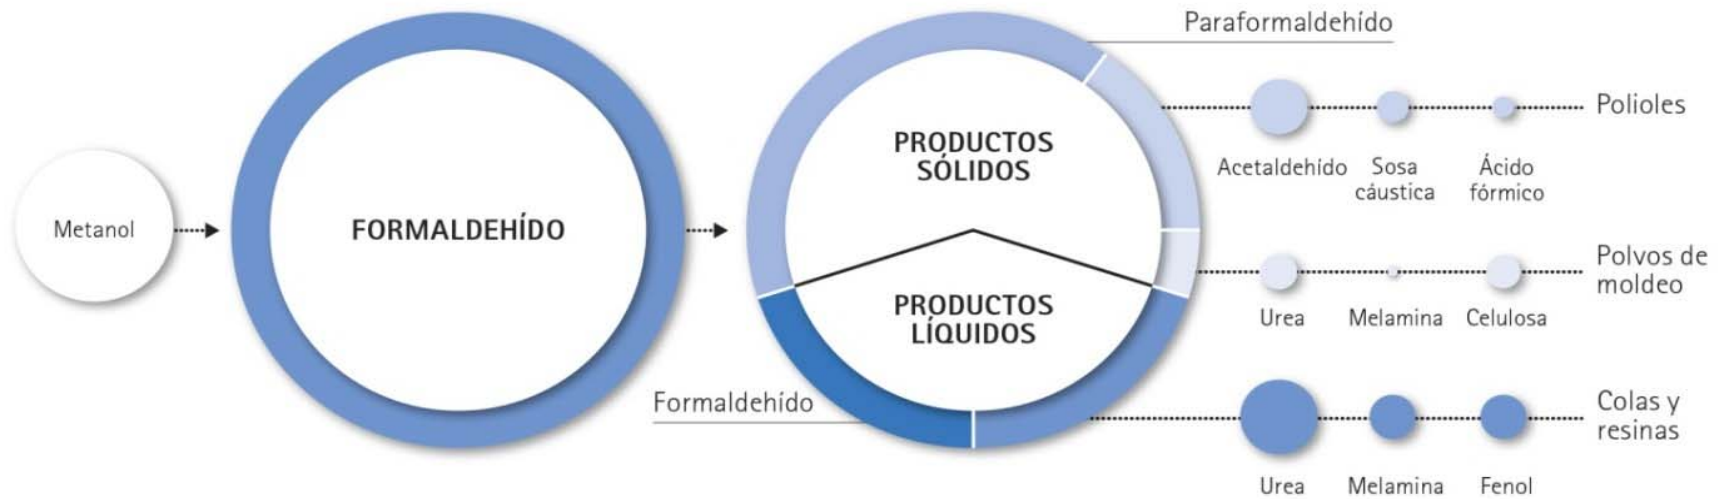 Metanol
FORMALDEHÍDO
PRODUCTOS
SÓLIDOS
PRODUCTOS
LÍQUIDOS
Formaldehído
Paraformaldehído
Polioles
Acetaldehído
Sosa
cáustica
Ácido
fórmico
Polvos de
moldeo
Urea
Melamina
Celulosa
Colas y
resinas
Urea
Melamina
Fenol